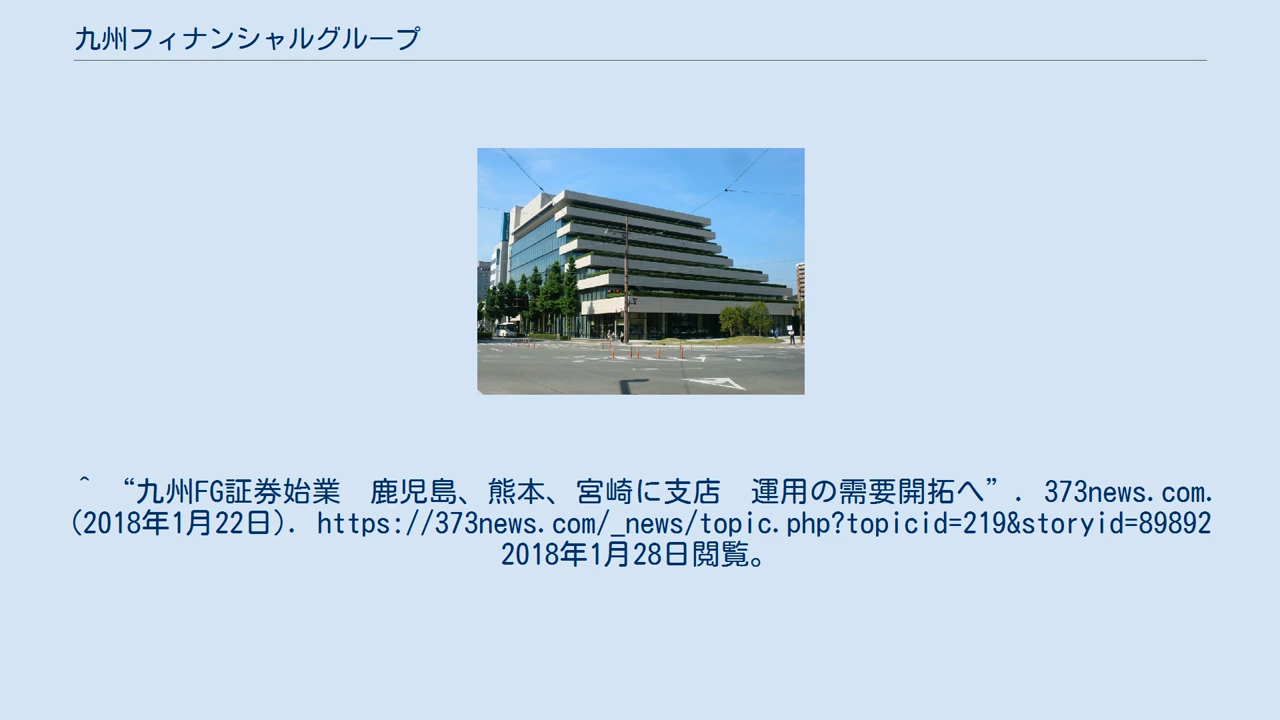 九州フィナンシャルグループ
^ “九州FG証券始業　鹿児島、熊本、宮崎に支店　運用の需要開拓へ”. 373news.com.
(2018年1月22日). https://373news.com/_news/topic.php?topicid=219&storyid=89892
2018年1月28日閲覧。